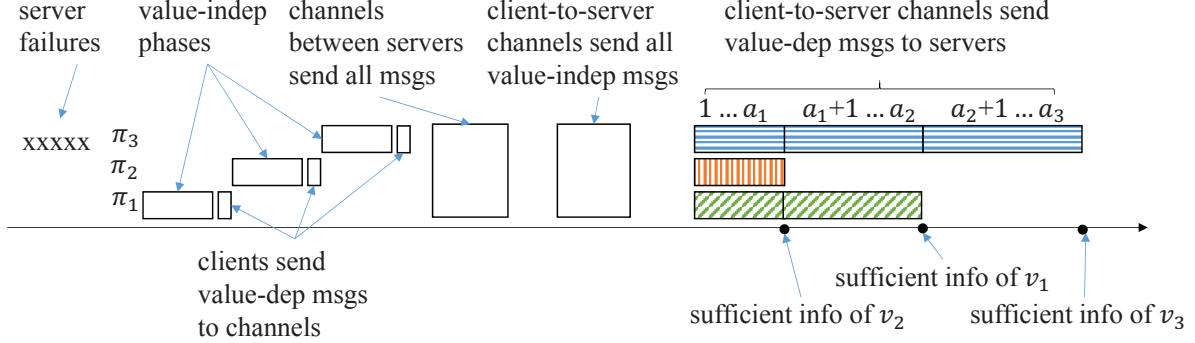 server
failures
value-indep
phases
channels
between servers
send all msgs
client-to-server
channels send all
value-indep msgs
client-to-server channels send
value-dep msgs to servers
1 ... a₁
a₁+1 ... a₂
a₂+1 ... a₃
xxxxx
π₃
π₂
π₁
clients send
value-dep msgs
to channels
sufficient info of v₁
sufficient info of v₂
sufficient info of v₃